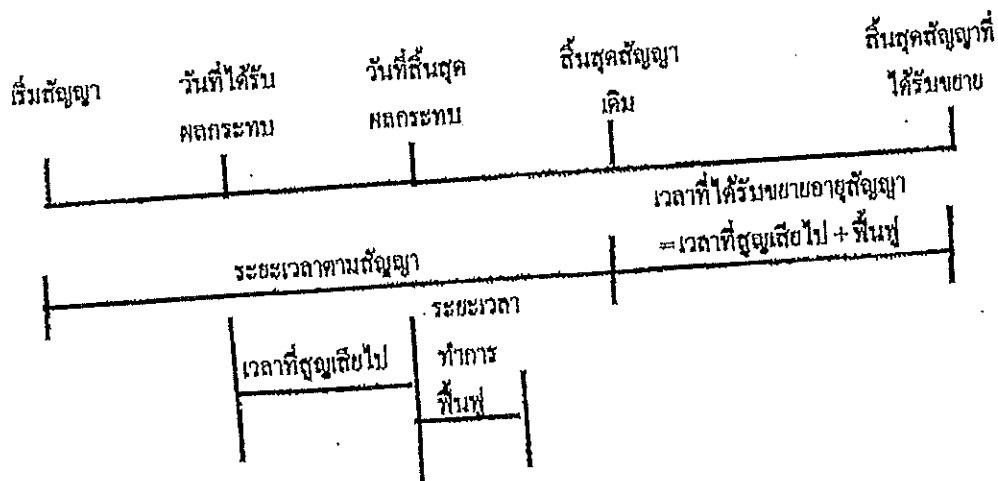 เริ่มสัญญา
วันที่ได้รับ
ผลกระทบ
วันที่สิ้นสุด
ผลกระทบ
สิ้นสุดสัญญา
เดิม
สิ้นสุดสัญญาที่
ได้รับขยาย
เวลาที่ได้รับขยายอายุสัญญา
=เวลาที่สูญเสียไป+ฟื้นฟู
ระยะเวลาตามสัญญา
เวลาที่สูญเสียไป
ระยะเวลา
ทำการ
ฟื้นฟู